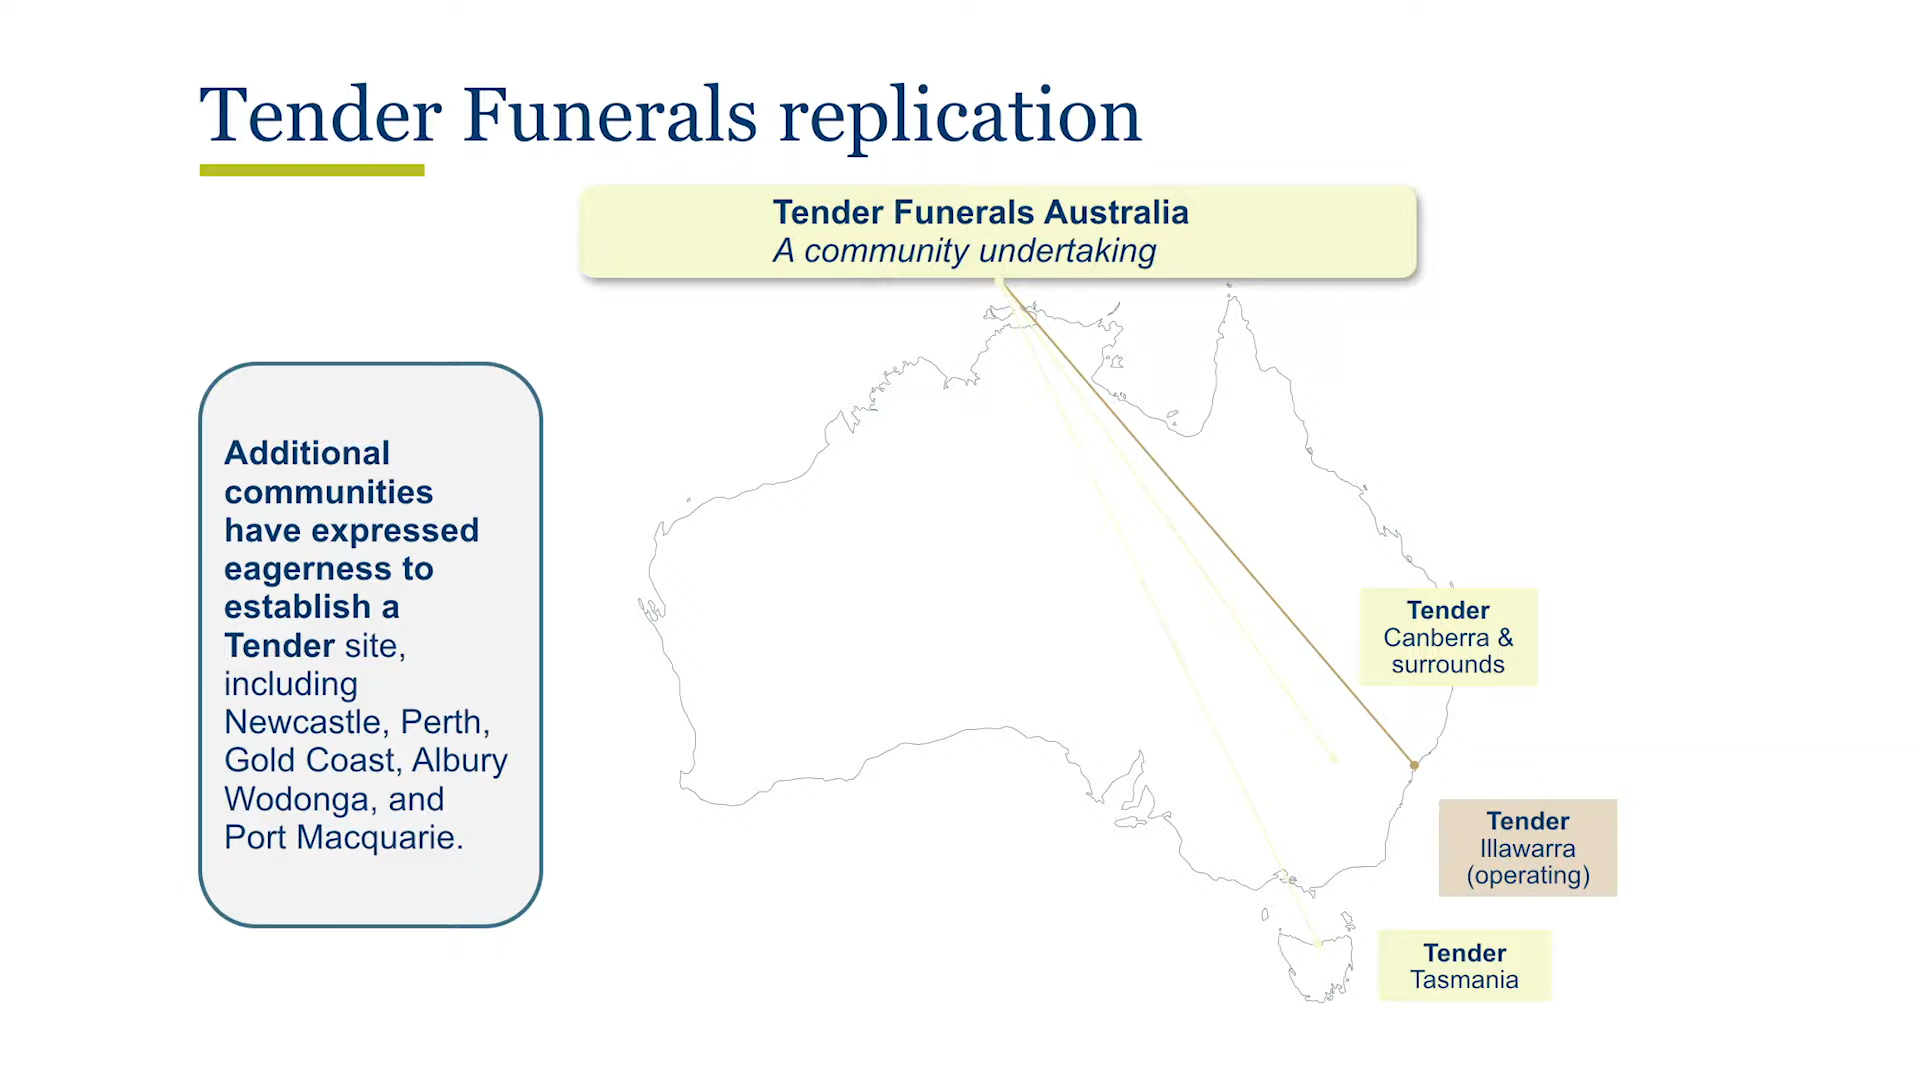 Tender Funerals replication
Tender Funerals Australia
A community undertaking
Additional
communities
have expressed
eagerness to
establish a
Tender site,
including
Newcastle, Perth,
Gold Coast, Albury
Wodonga, and
Port Macquarie.
Tender
Canberra &
surrounds
Tender
Illawarra
(operating)
Tender
Tasmania